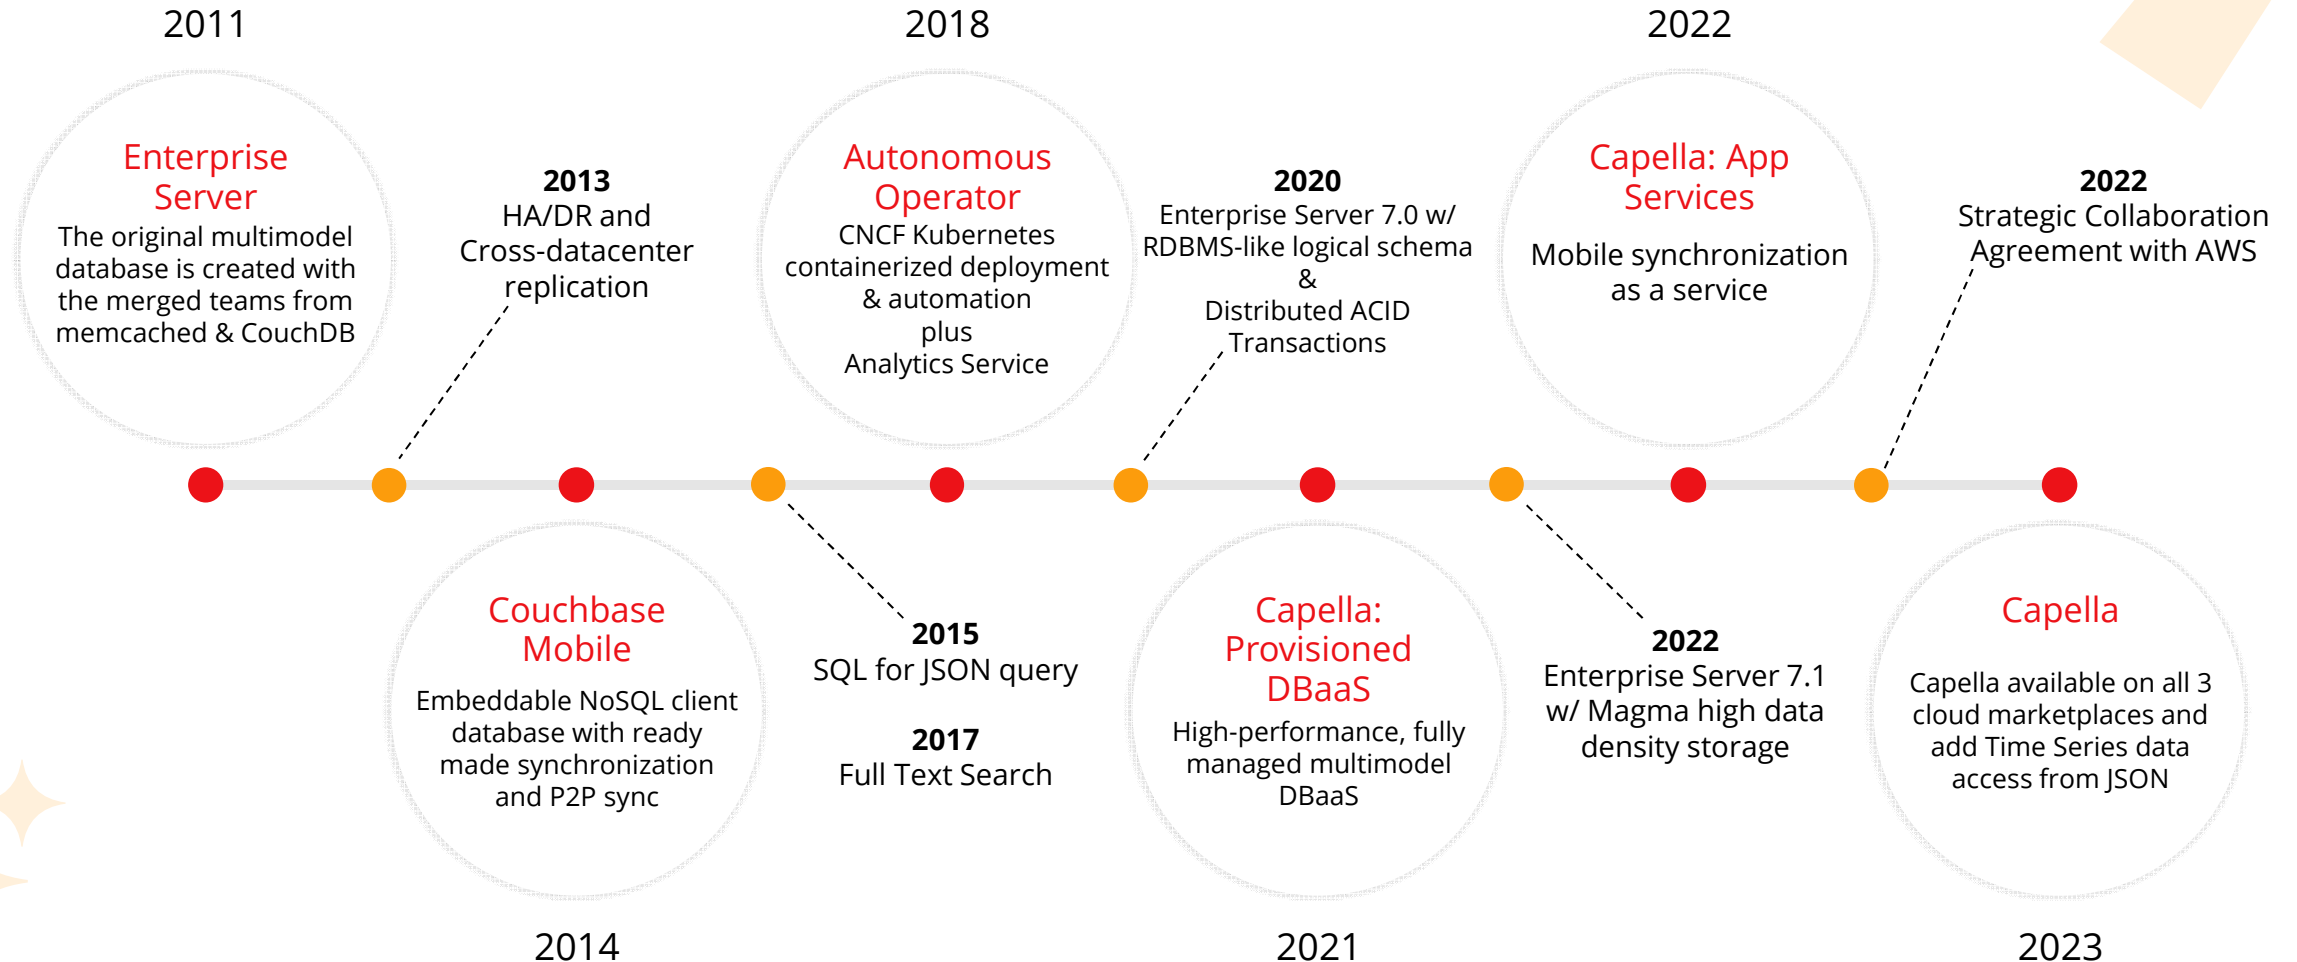 2011
Enterprise
Server
The original multimodel
database is created with
the merged teams from
memcached & CouchDB
2013
HA/DR and
Cross-datacenter
replication
2014
Couchbase
Mobile
Embeddable NoSQL client
database with ready
made synchronization
and P2P sync
2015
SQL for JSON query
2017
Full Text Search
2018
Autonomous
Operator
CNCF Kubernetes
containerized deployment
& automation
plus
Analytics Service
2020
Enterprise Server 7.0 w/
RDBMS-like logical schema
&
Distributed ACID
Transactions
2021
Capella:
Provisioned
DBaaS
High-performance, fully
managed multimodel
DBaaS
2022
Enterprise Server 7.1
w/ Magma high data
density storage
2022
Capella: App
Services
Mobile synchronization
as a service
2022
Strategic Collaboration
Agreement with AWS
2023
Capella
Capella available on all 3
cloud marketplaces and
add Time Series data
access from JSON